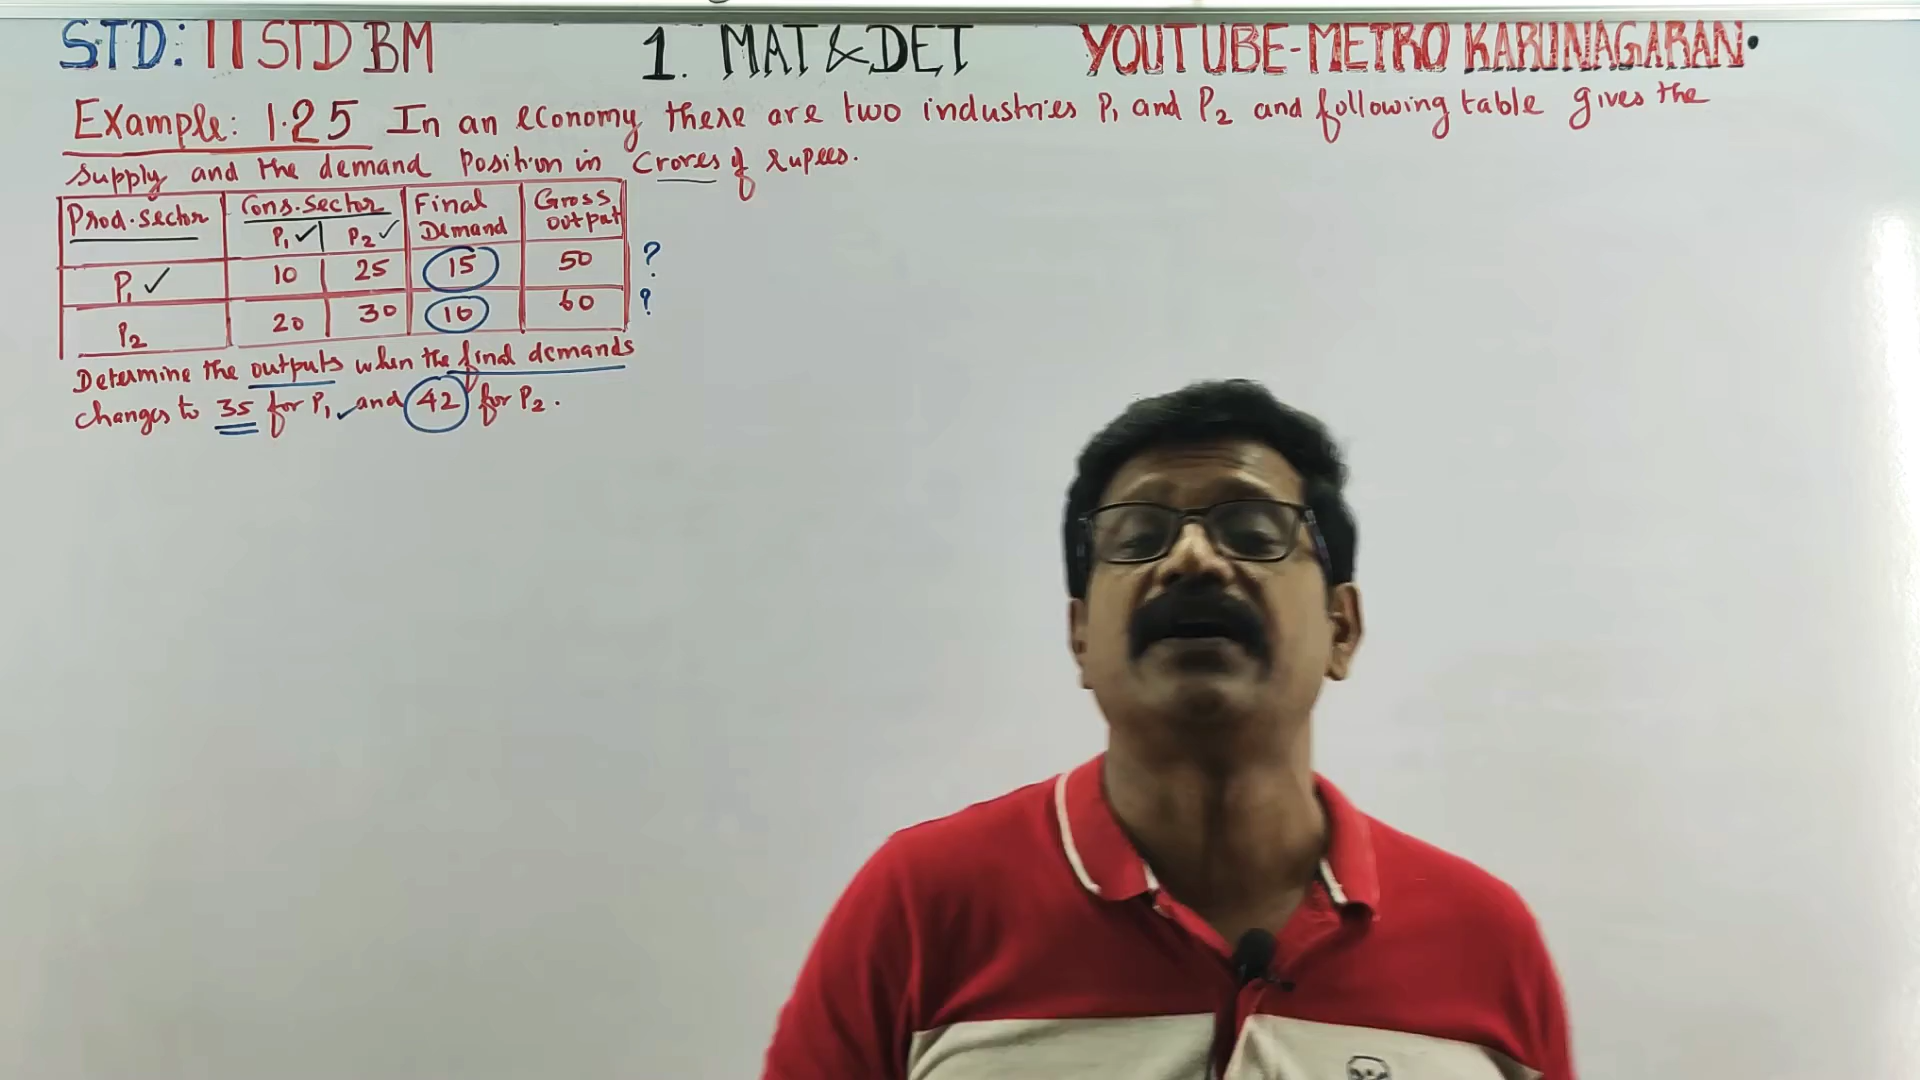 STD: 11 STD BM 1. MAT & DET YOUTUBE-METRO KARUNAGARAN.
Example: 1.25 In an economy there are two industries P1 and P2 and following table gives the
supply and the demand position in Crores of rupees.
Prod. sector Cons. sector Final Demand Gross output
P1 ✓ P2 ✓
P1 ✓ 10 25 15 50 ?
P2 20 30 10 60 ?
Determine the outputs when the final demands
changes to 35 for P1 and 42 for P2.